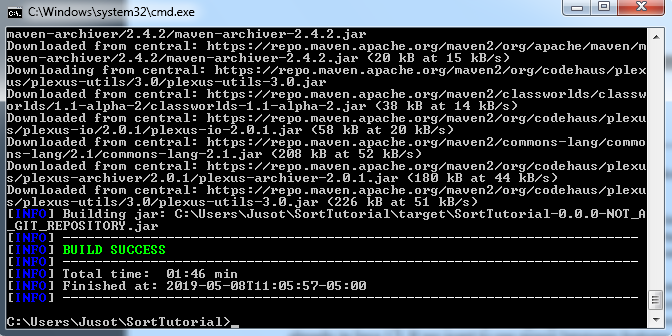 C:\Windows\system32\cmd.exe
maven-archiver/2.4.2/maven-archiver-2.4.2.jar
Downloaded from central: https://repo.maven.apache.org/maven2/org/apache/maven/m
aven-archiver/2.4.2/maven-archiver-2.4.2.jar (20 kB at 15 kB/s)
Downloading from central: https://repo.maven.apache.org/maven2/org/codehaus/plex
us/plexus-utils/3.0/plexus-utils-3.0.jar
Downloaded from central: https://repo.maven.apache.org/maven2/classworlds/classw
orlds/1.1-alpha-2/classworlds-1.1-alpha-2.jar (38 kB at 14 kB/s)
Downloaded from central: https://repo.maven.apache.org/maven2/org/codehaus/plexu
s/plexus-io/2.0.1/plexus-io-2.0.1.jar (58 kB at 20 kB/s)
Downloaded from central: https://repo.maven.apache.org/maven2/commons-lang/commo
ns-lang/2.1/commons-lang-2.1.jar (208 kB at 52 kB/s)
Downloaded from central: https://repo.maven.apache.org/maven2/org/codehaus/plexu
s/plexus-archiver/2.0.1/plexus-archiver-2.0.1.jar (180 kB at 44 kB/s)
Downloaded from central: https://repo.maven.apache.org/maven2/org/codehaus/plexu
s/plexus-utils/3.0/plexus-utils-3.0.jar (226 kB at 51 kB/s)
[INFO] Building jar: C:\Users\Jusot\SortTutorial\target\SortTutorial-0.0.0-NOT_A
_GIT_REPOSITORY.jar
[INFO] ------------------------------------------------------------------------
[INFO] BUILD SUCCESS
[INFO] ------------------------------------------------------------------------
[INFO] Total time:  01:46 min
[INFO] Finished at: 2019-05-08T11:05:57-05:00
[INFO] ------------------------------------------------------------------------
C:\Users\Jusot\SortTutorial>_